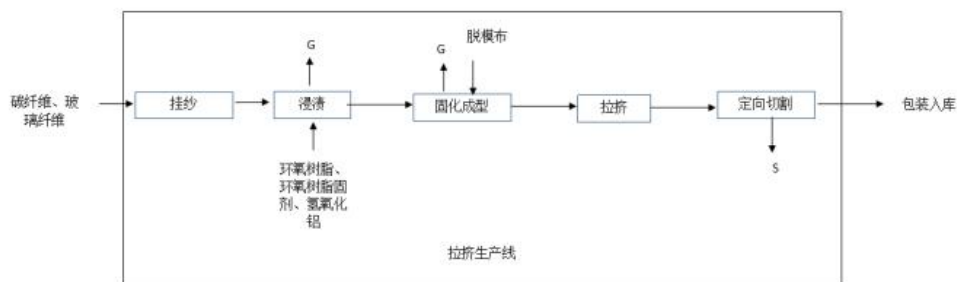 脱模布
G
G
碳纤维、玻
璃纤维
挂纱
浸渍
固化成型
拉挤
定向切割
包装入库
S
环氧树脂、
环氧树脂固
剂、氢氧化
铝
拉挤生产线